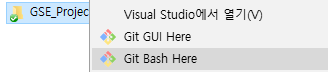 GSE_Projec
Visual Studio에서 열기(V)
Git GUI Here
Git Bash Here